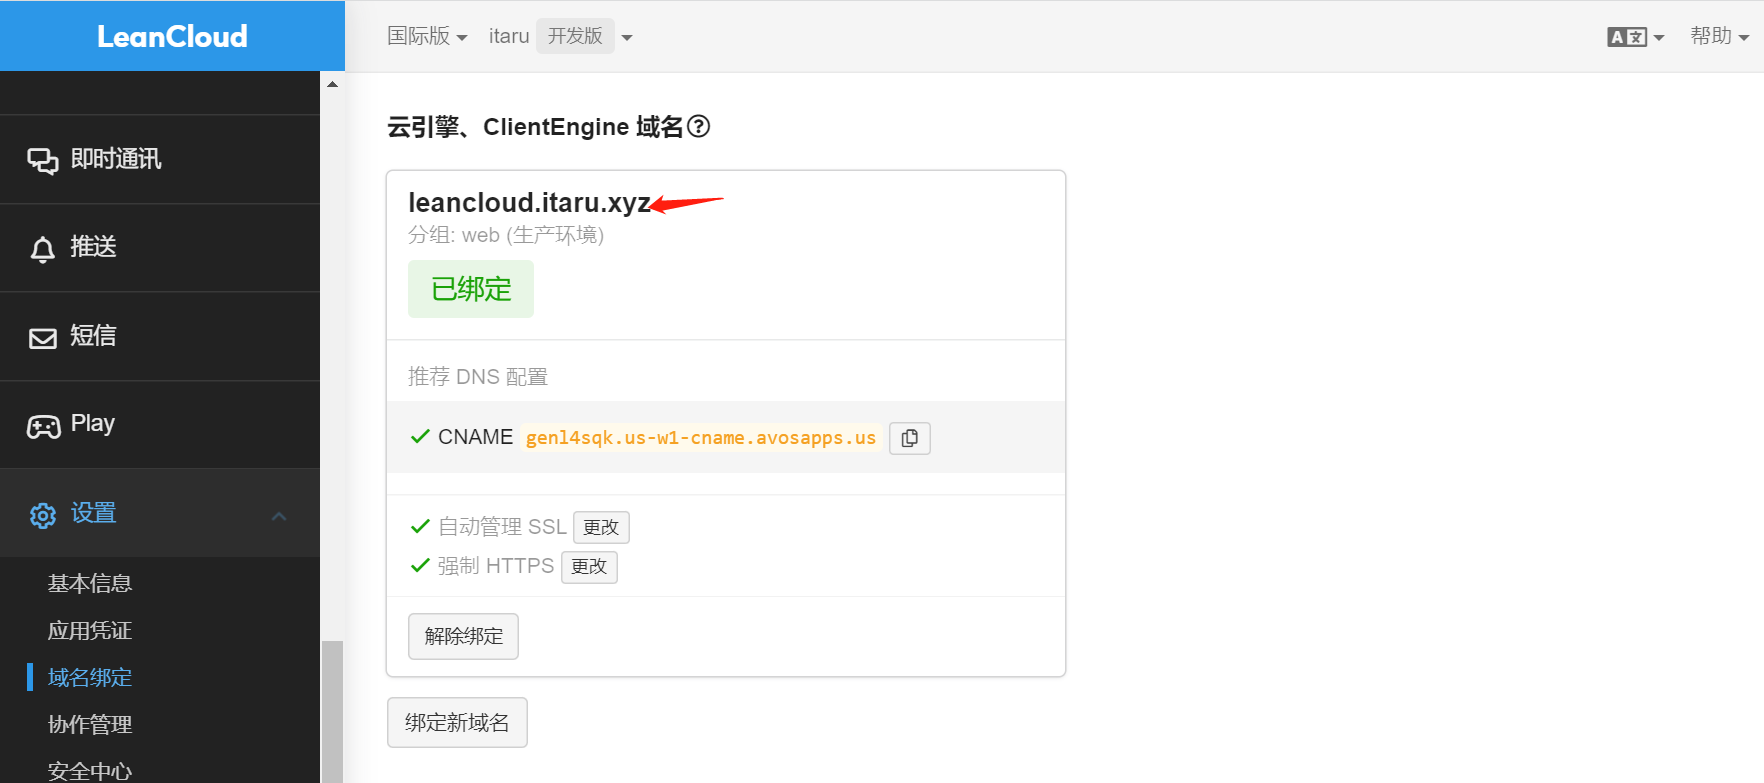 LeanCloud
国际版 itaru 开发版
A文 帮助
即时通讯
推送
短信
Play
设置
基本信息
应用凭证
域名绑定
协作管理
安全中心
云引擎、ClientEngine 域名?
leancloud.itaru.xyz
分组: web (生产环境)
已绑定
推荐 DNS 配置
CNAME genl4sqk.us-w1-cname.avosapps.us
自动管理 SSL 更改
强制 HTTPS 更改
解除绑定
绑定新域名